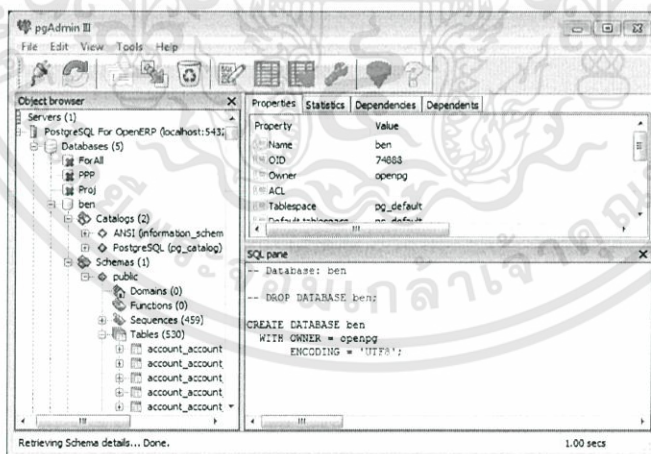 pgAdmin III
File Edit View Tools Help
Object browser
Servers (1)
PostgreSQL For OpenERP (localhost:5432
Databases (5)
ForAll
PPP
Proj
ben
Catalogs (2)
ANSI (information_schem
PostgreSQL (pg_catalog)
Schemas (1)
public
Domains (0)
Functions (0)
Sequences (459)
Tables (530)
account_account
account_account
account_account
account_account
Properties Statistics Dependencies Dependents
Property Value
Name ben
OID 74888
Owner openpg
ACL
Tablespace pg_default
Default tablespace pg_default
SQL pane
-- Database: ben
-- DROP DATABASE ben;
CREATE DATABASE ben
WITH OWNER = openpg
ENCODING = 'UTF8';
Retrieving Schema details... Done.
1.00 secs